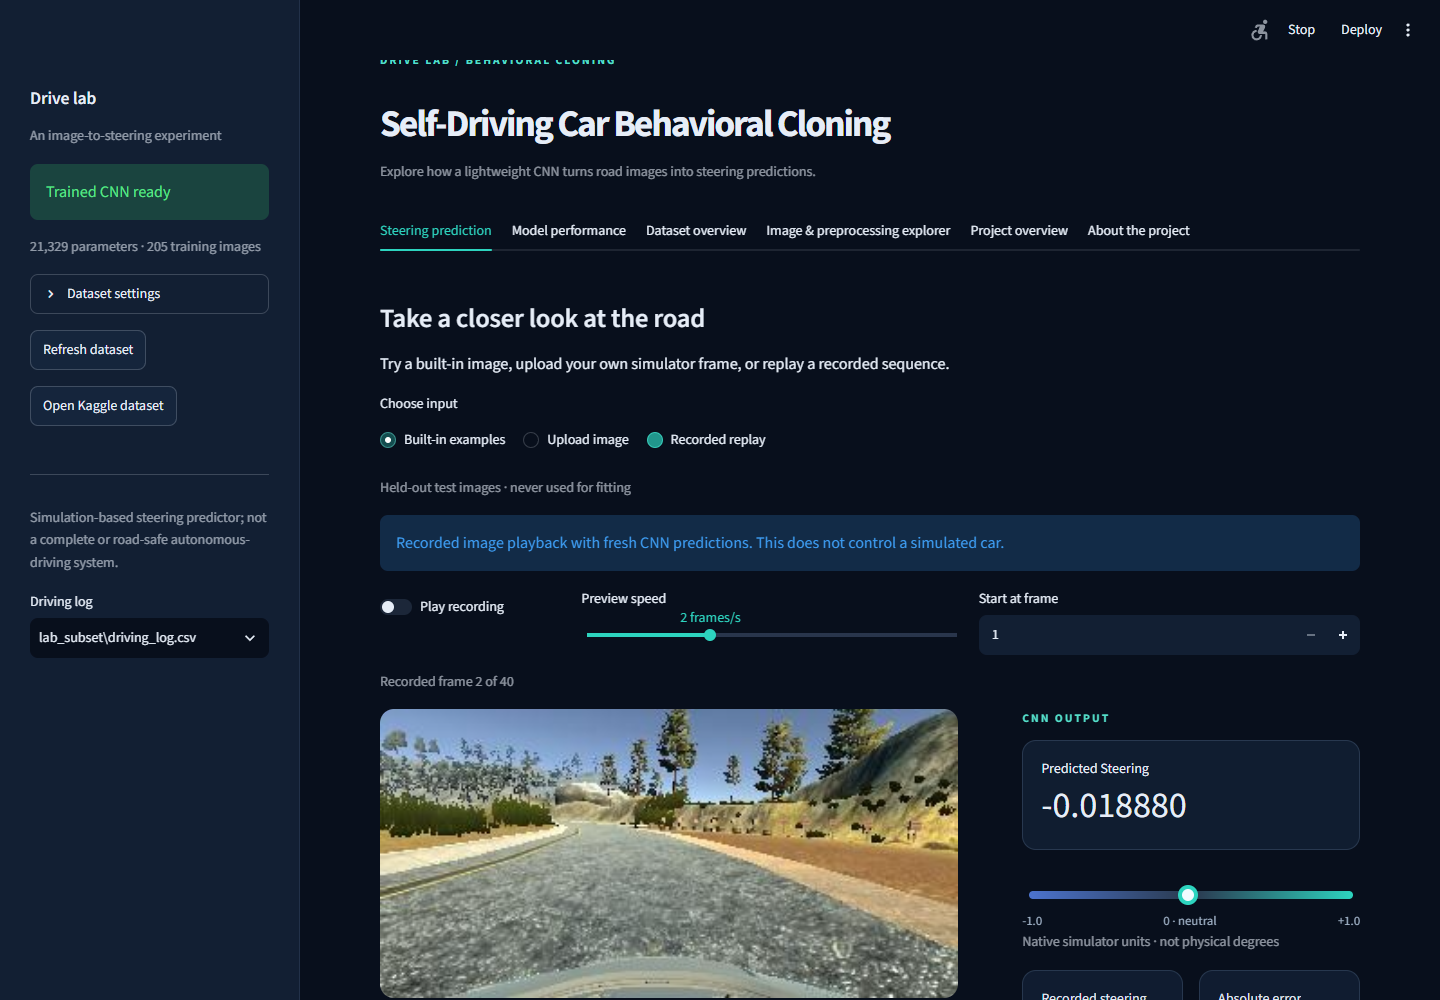 Stop
Deploy
Drive lab
An image-to-steering experiment
Trained CNN ready
21,329 parameters · 205 training images
Dataset settings
Refresh dataset
Open Kaggle dataset
Simulation-based steering predictor; not
a complete or road-safe autonomous-
driving system.
Driving log
lab_subset\driving_log.csv
DRIVE LAB / BEHAVIORAL CLONING
Self-Driving Car Behavioral Cloning
Explore how a lightweight CNN turns road images into steering predictions.
Steering prediction
Model performance
Dataset overview
Image & preprocessing explorer
Project overview
About the project
Take a closer look at the road
Try a built-in image, upload your own simulator frame, or replay a recorded sequence.
Choose input
Built-in examples
Upload image
Recorded replay
Held-out test images · never used for fitting
Recorded image playback with fresh CNN predictions. This does not control a simulated car.
Play recording
Preview speed
2 frames/s
Start at frame
1
Recorded frame 2 of 40
CNN OUTPUT
Predicted Steering
-0.018880
-1.0
0 · neutral
+1.0
Native simulator units · not physical degrees
Recorded steering
Absolute error